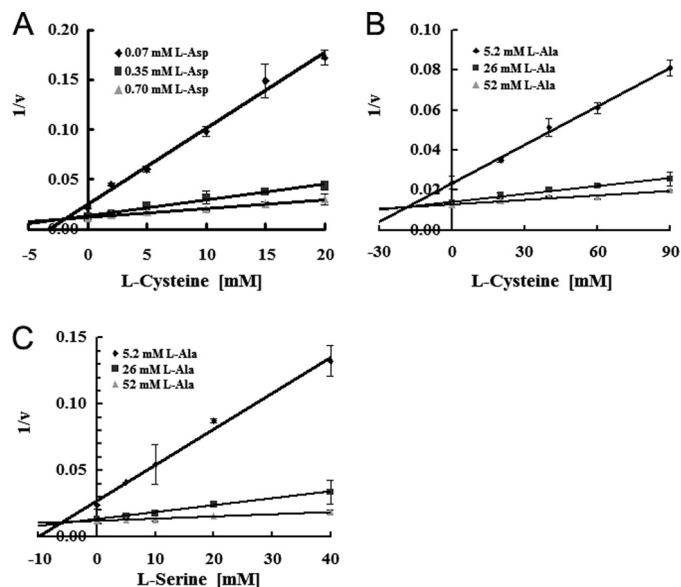 A
0.20
0.15
0.10
0.05
0.00
1/v
0.07 mM L-Asp
0.35 mM L-Asp
0.70 mM L-Asp
-5 0 5 10 15 20
L-Cysteine [mM]
B
0.10
0.08
0.06
0.04
0.02
0.00
1/v
5.2 mM L-Ala
26 mM L-Ala
52 mM L-Ala
-30 0 30 60 90
L-Cysteine [mM]
C
0.15
0.10
0.05
0.00
1/v
5.2 mM L-Ala
26 mM L-Ala
52 mM L-Ala
-10 0 10 20 30 40
L-Serine [mM]